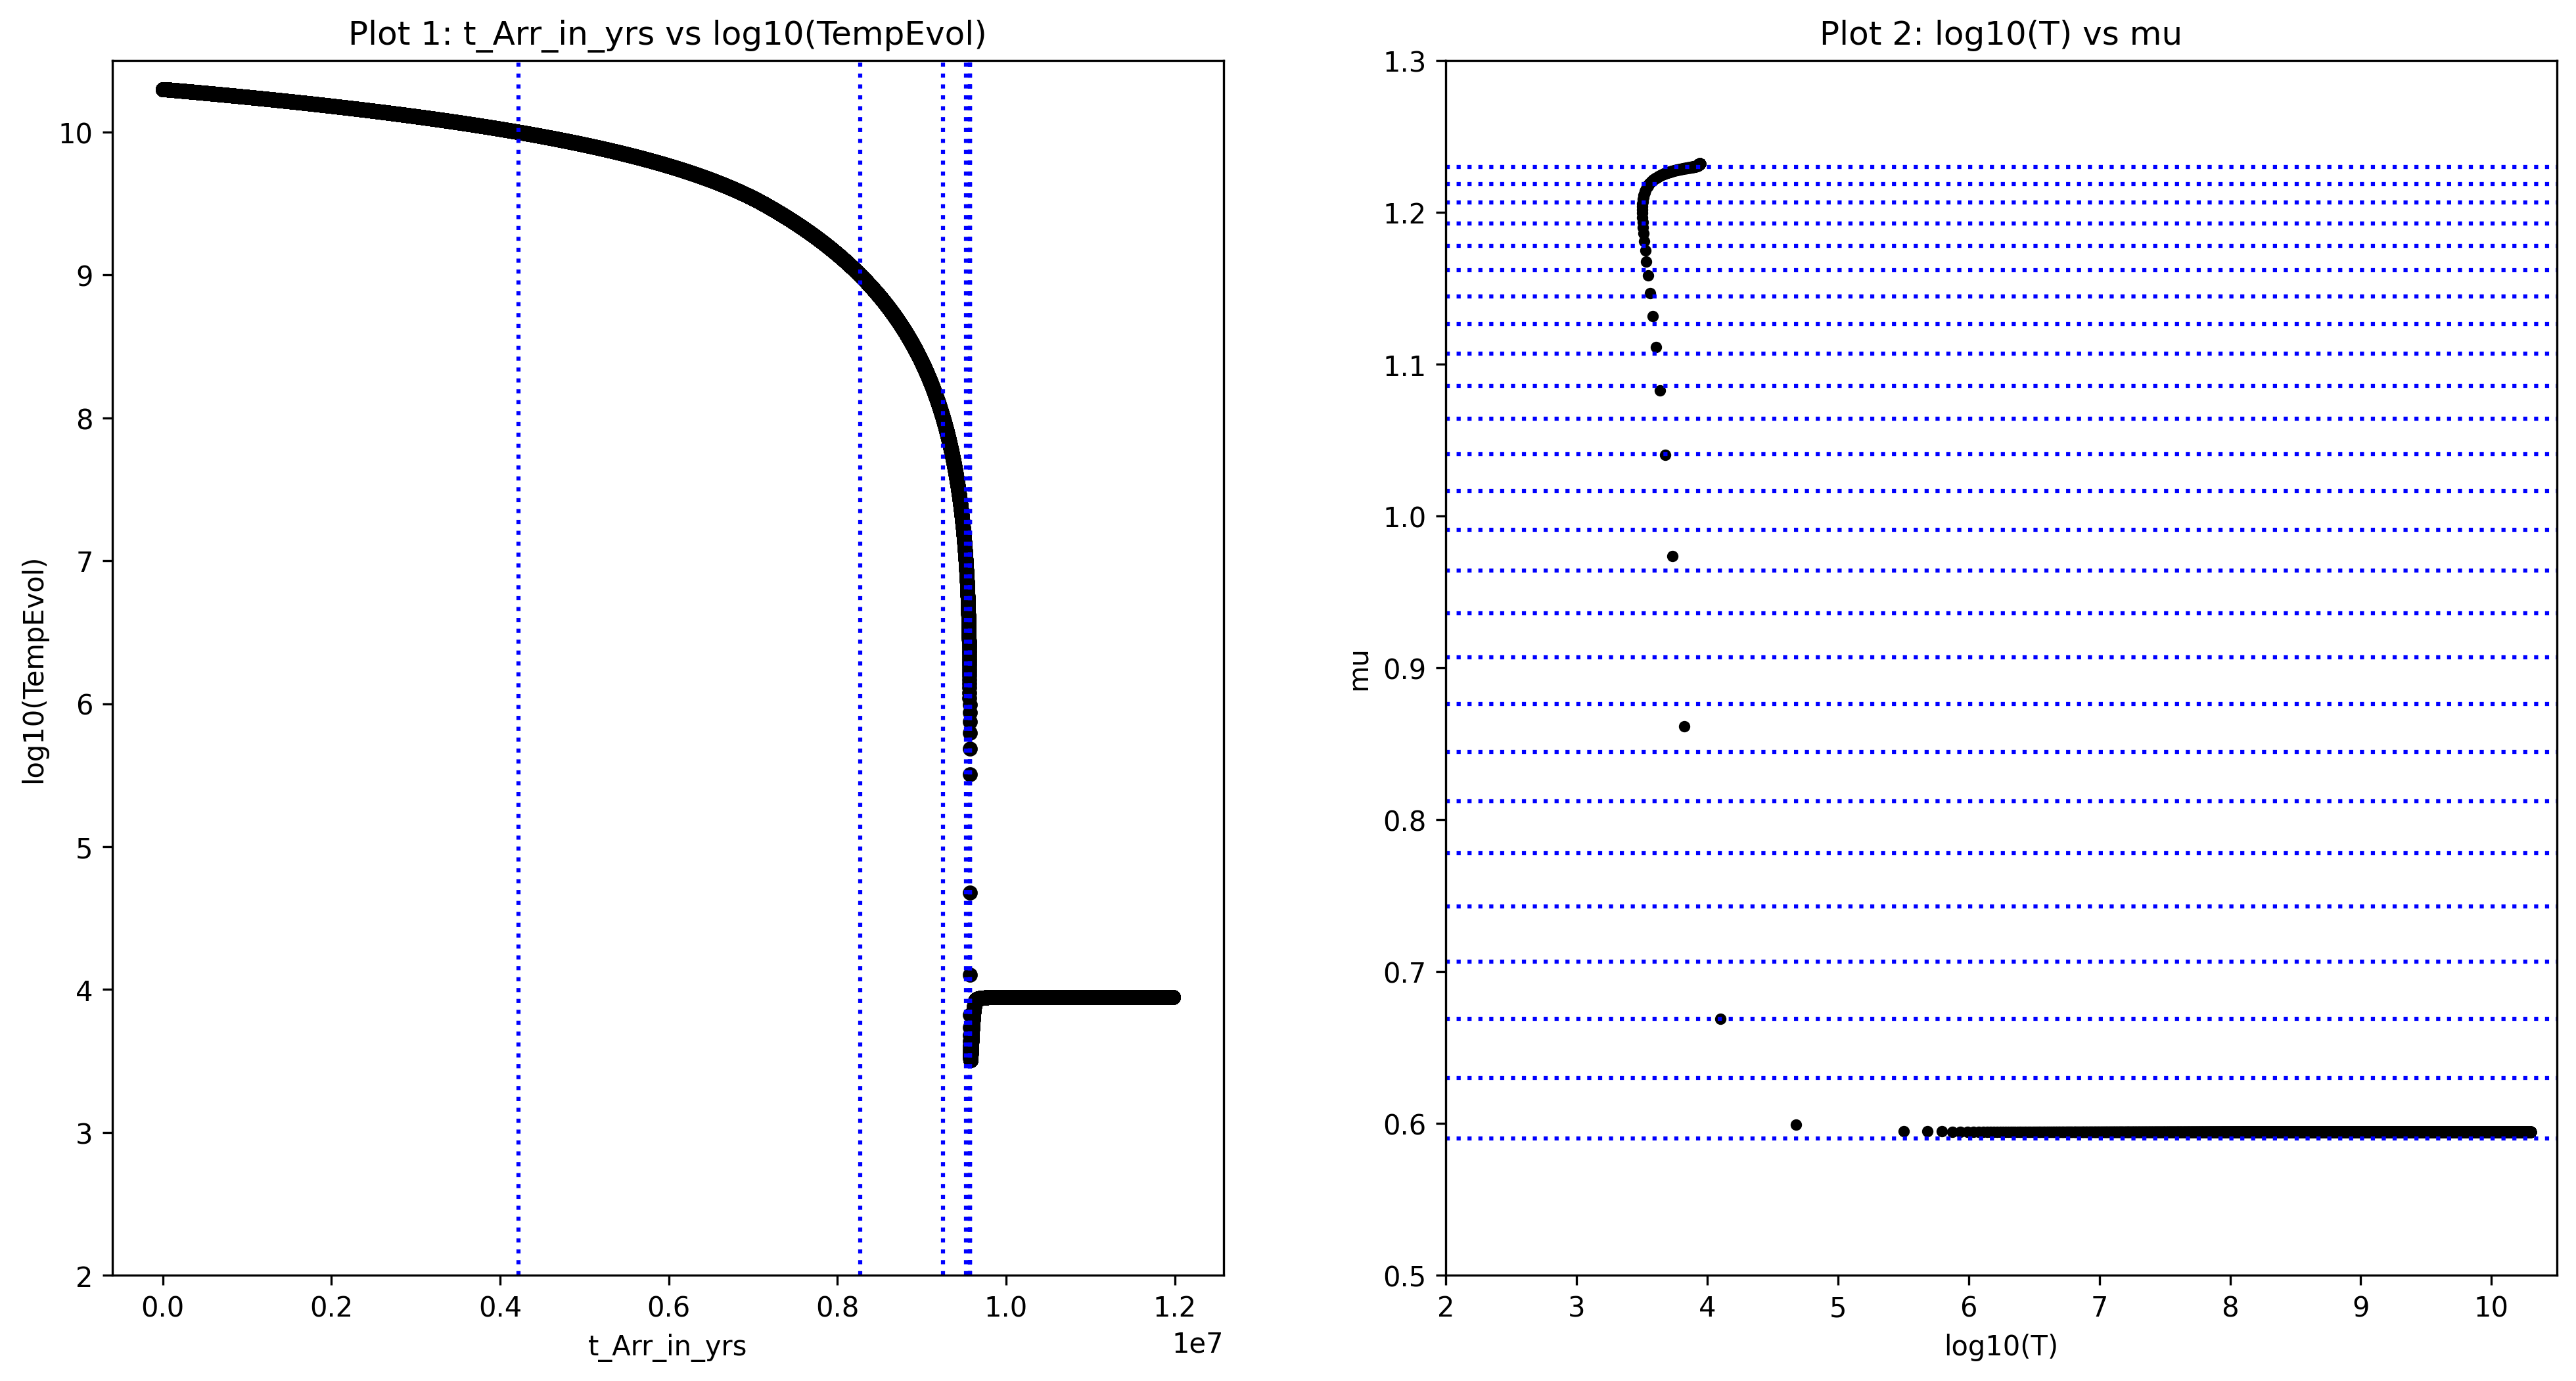 Plot 1: t_Arr_in_yrs vs log10(TempEvol)
log10(TempEvol)
10
9
8
7
6
5
4
3
2
0.0 0.2 0.4 0.6 0.8 1.0 1.2
1e7
t_Arr_in_yrs
Plot 2: log10(T) vs mu
mu
1.3
1.2
1.1
1.0
0.9
0.8
0.7
0.6
0.5
2 3 4 5 6 7 8 9 10
log10(T)